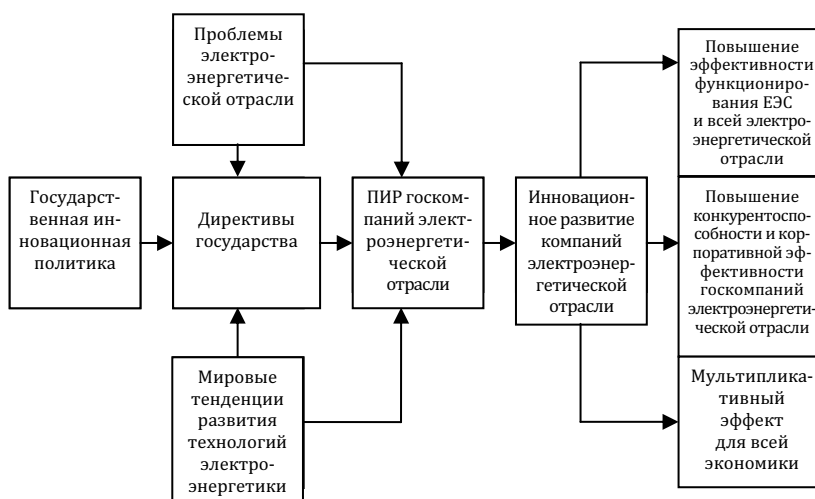 Проблемы
электро-
энергетиче-
ской отрасли
Повышение
эффективности
функциониро-
вания ЕЭС
и всей электро-
энергетической
отрасли
Государст-
венная ин-
новационная
политика
Директивы
государства
ПИР госком-
паний элект-
роэнергети-
ческой
отрасли
Инновацион-
ное развитие
компаний
электроэнер-
гетической
отрасли
Повышение
конкурентоспо-
собности и кор-
поративной эф-
фективности
госкомпаний
электроэнергети-
ческой отрасли
Мировые
тенденции
развития
технологий
электро-
энергетики
Мультиплика-
тивный
эффект
для всей
экономики